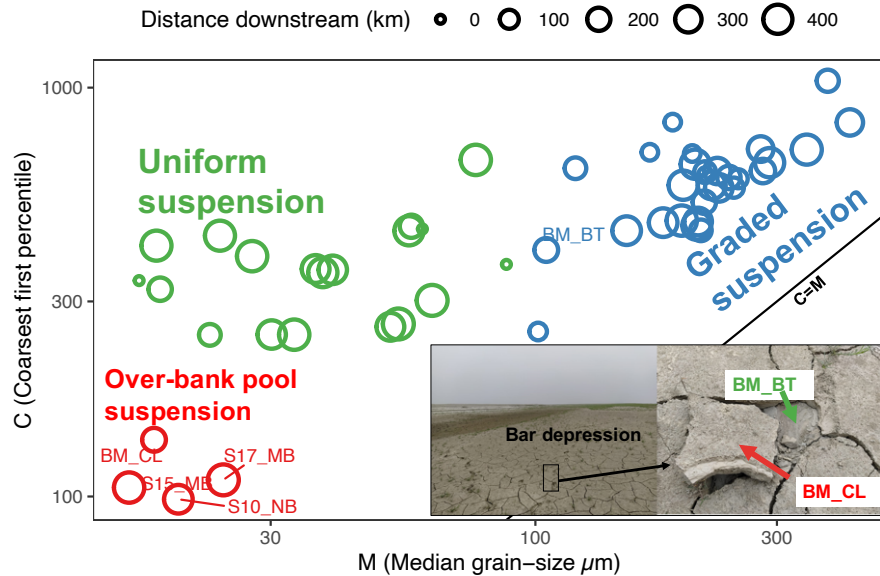 Distance downstream (km) 0 100 200 300 400
C (Coarsest first percentile)
1000
300
100
Uniform
suspension
BM_BT
Graded
suspension
C=M
Over-bank pool
suspension
BM_CL
S15_MB
S17_MB
S10_NB
Bar depression
BM_BT
BM_CL
30 100 300
M (Median grain−size μm)